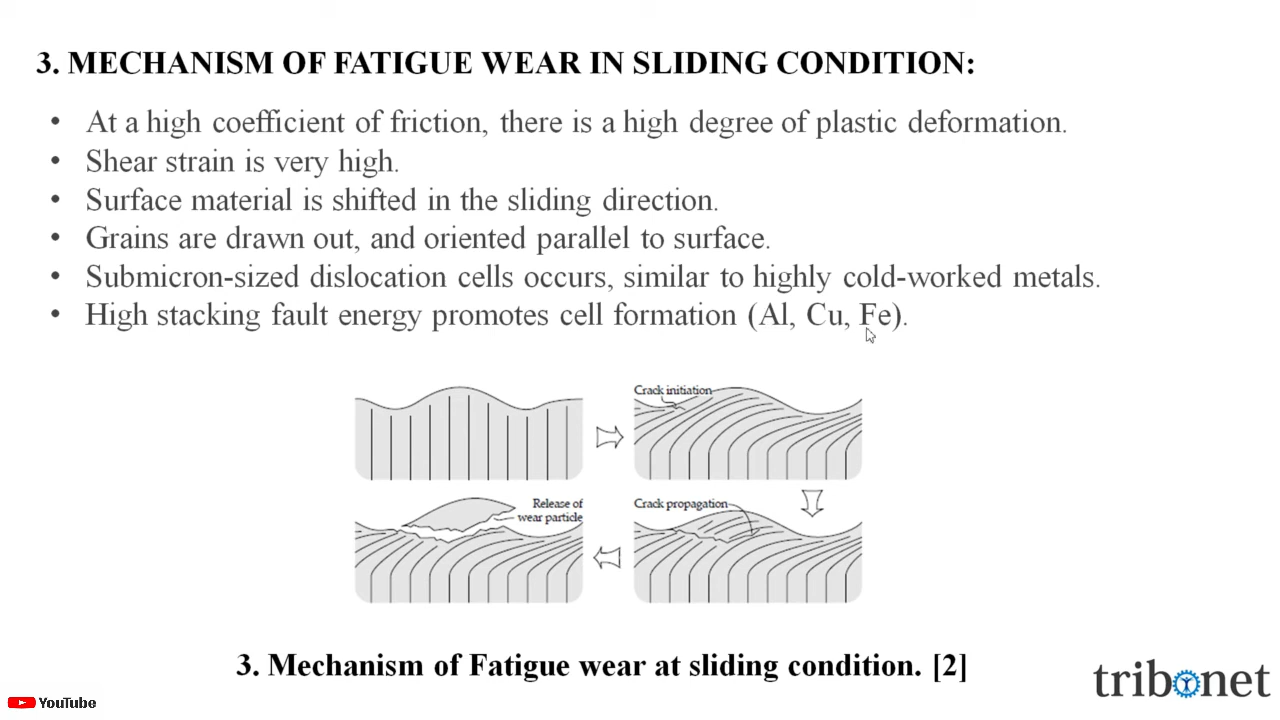 3. MECHANISM OF FATIGUE WEAR IN SLIDING CONDITION:
• At a high coefficient of friction, there is a high degree of plastic deformation.
• Shear strain is very high.
• Surface material is shifted in the sliding direction.
• Grains are drawn out, and oriented parallel to surface.
• Submicron-sized dislocation cells occurs, similar to highly cold-worked metals.
• High stacking fault energy promotes cell formation (Al, Cu, Fe).
Crack initiation
Release of
wear particle
Crack propagation
3. Mechanism of Fatigue wear at sliding condition. [2]
tribonet
YouTube